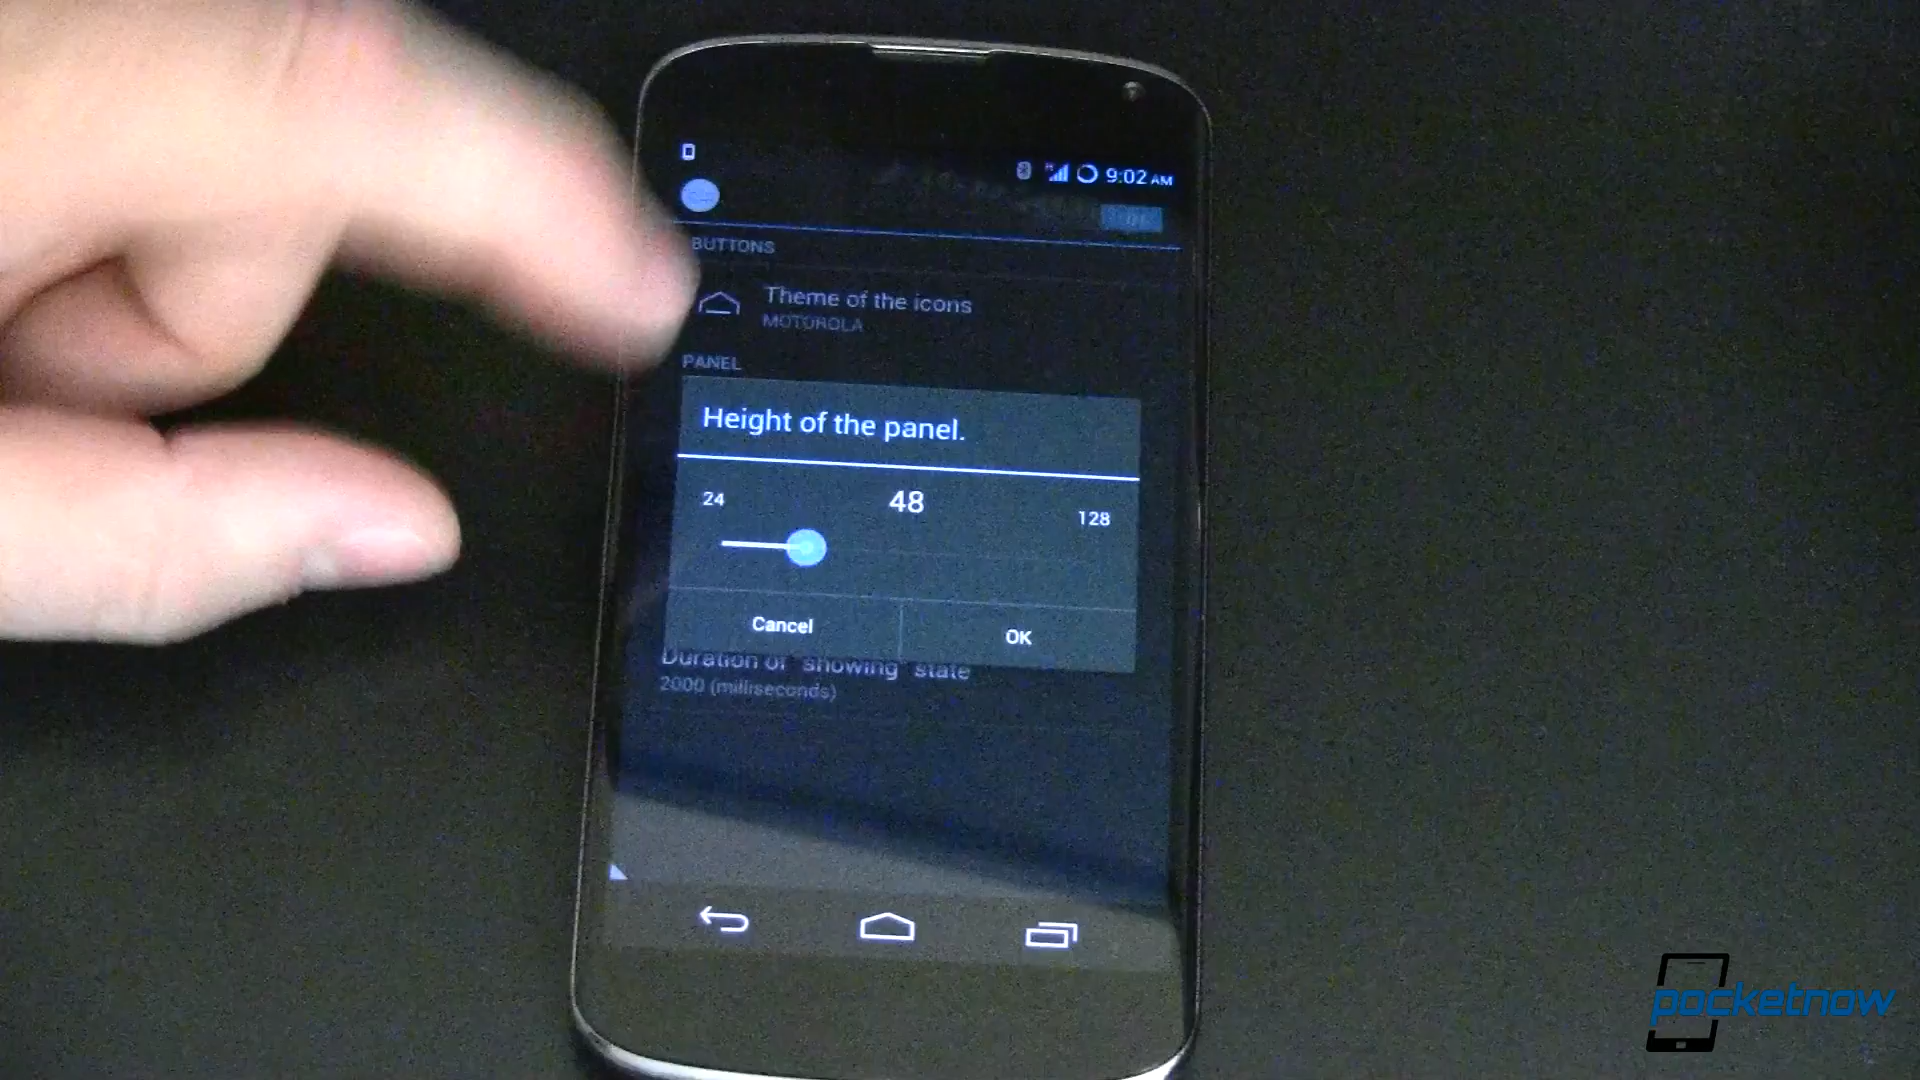 9:02 AM
BUTTONS
Theme of the icons
MOTOROLA
PANEL
Height of the panel.
24
48
128
Cancel
OK
Duration of "showing" state
2000 (milliseconds)
pocketnow